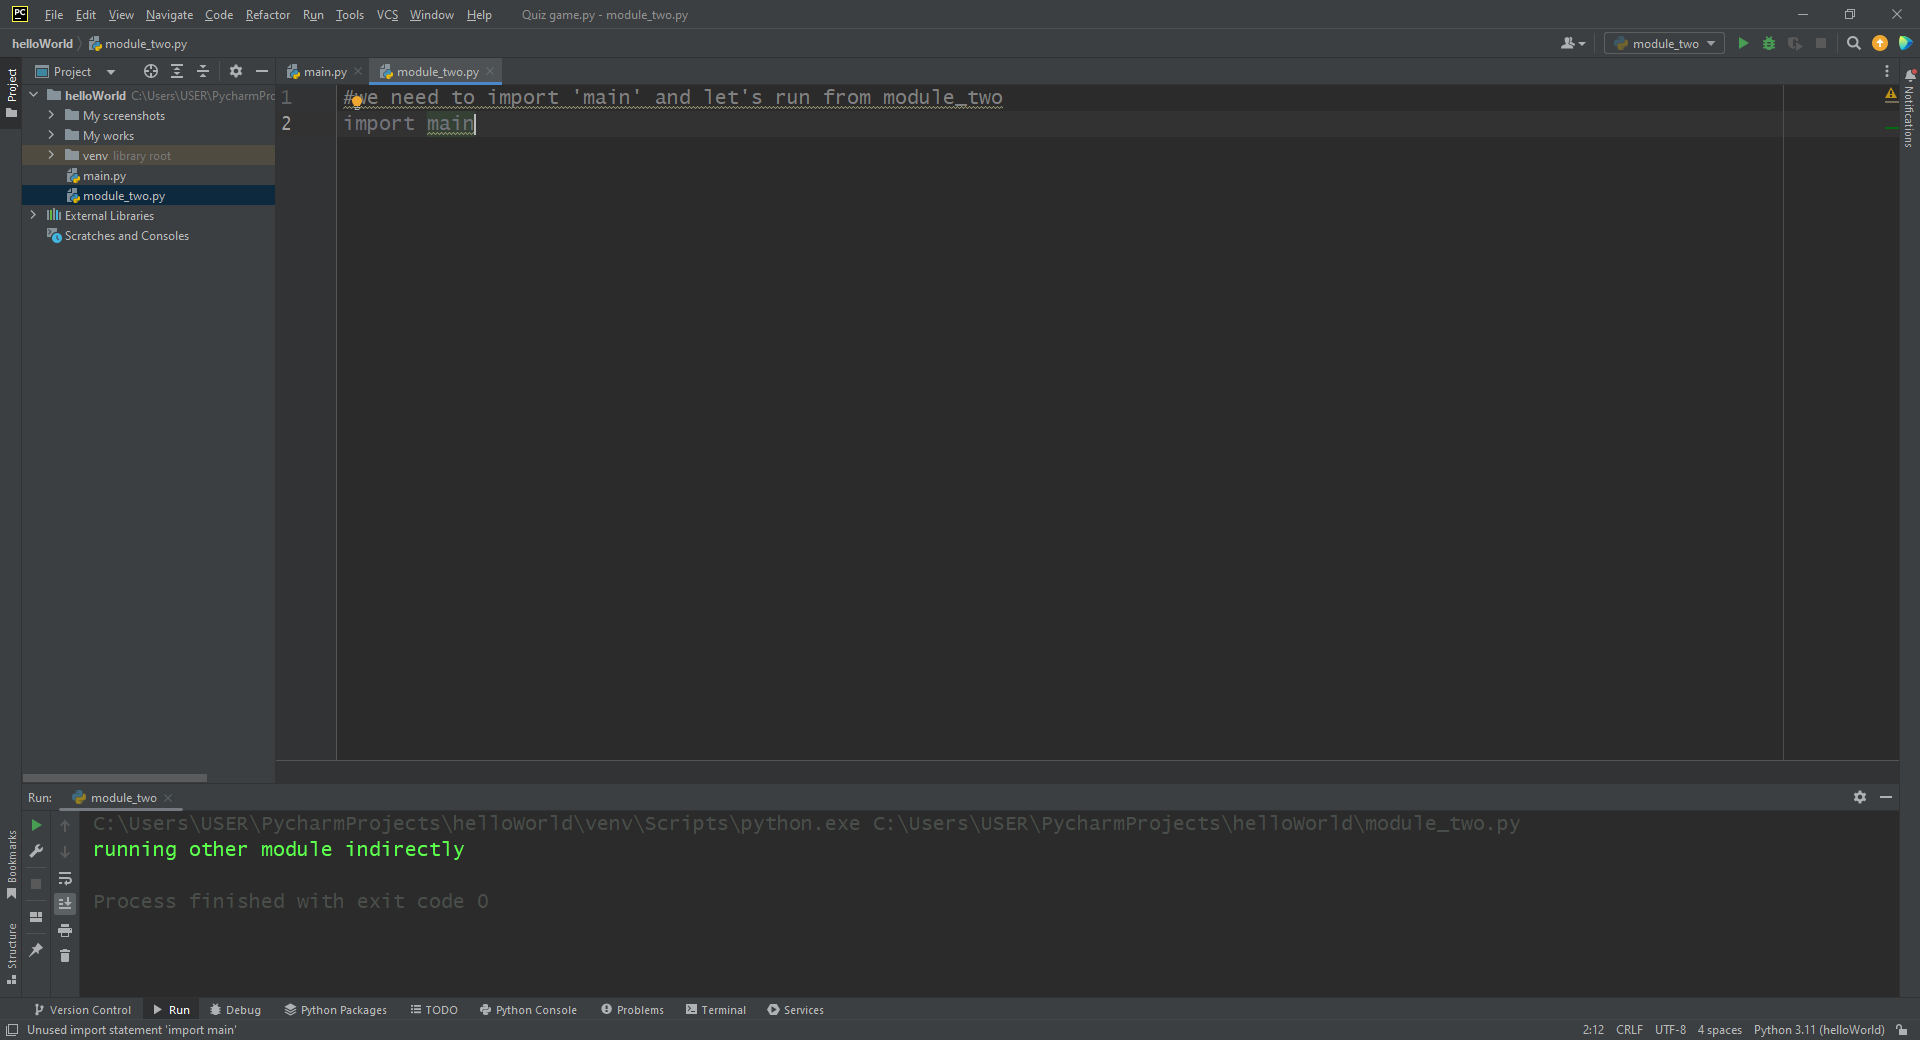 PC File Edit View Navigate Code Refactor Run Tools VCS Window Help Quiz game.py - module_two.py
helloWorld module_two.py module_two
Project main.py module_two.py
Project
helloWorld C:\Users\USER\PycharmPro
My screenshots
My works
venv library root
main.py
module_two.py
External Libraries
Scratches and Consoles
1 #we need to import 'main' and let's run from module_two
2 import main
Notifications
Run: module_two
C:\Users\USER\PycharmProjects\helloWorld\venv\Scripts\python.exe C:\Users\USER\PycharmProjects\helloWorld\module_two.py
running other module indirectly
Process finished with exit code 0
Bookmarks
Structure
Version Control Run Debug Python Packages TODO Python Console Problems Terminal Services
Unused import statement 'import main' 2:12 CRLF UTF-8 4 spaces Python 3.11 (helloWorld)